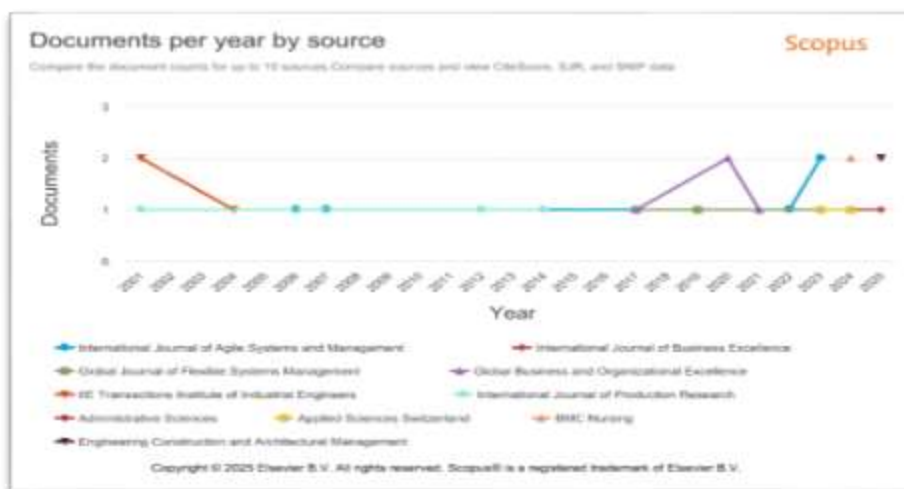 Documents per year by source
Scopus
Compare the document counts for up to 10 sources. Compare sources and view CiteScore, SJR, and SNIP data
3
2
1
0
Documents
2001 2002 2003 2004 2005 2006 2007 2008 2009 2010 2011 2012 2013 2014 2015 2016 2017 2018 2019 2020 2021 2022 2023 2024 2025
Year
International Journal of Agile Systems and Management International Journal of Business Excellence
Global Journal of Flexible Systems Management Global Business and Organizational Excellence
IIE Transactions Institute of Industrial Engineers International Journal of Production Research
Administrative Sciences Applied Sciences Switzerland BMC Nursing
Engineering Construction and Architectural Management
Copyright © 2025 Elsevier B.V. All rights reserved. Scopus® is a registered trademark of Elsevier B.V.